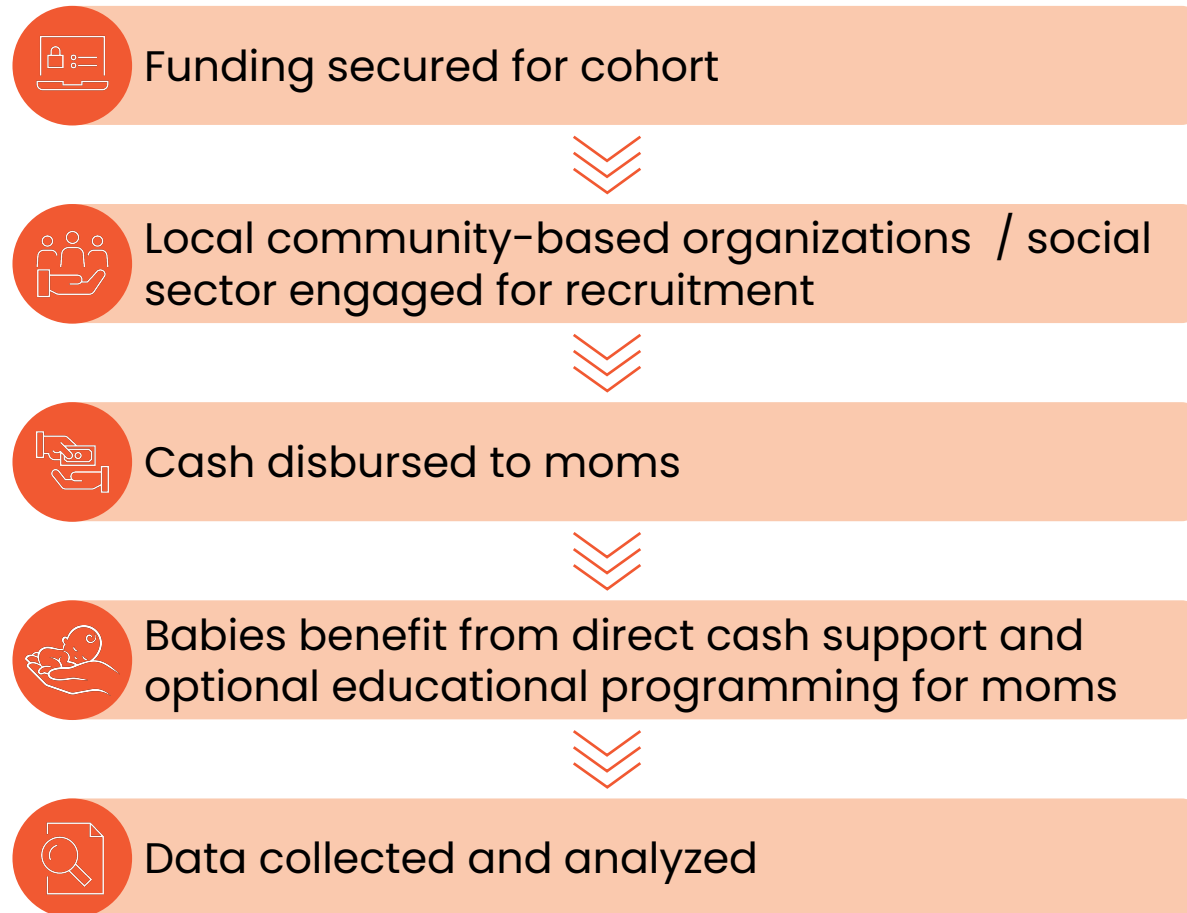 Funding secured for cohort
Local community-based organizations / social
sector engaged for recruitment
Cash disbursed to moms
Babies benefit from direct cash support and
optional educational programming for moms
Data collected and analyzed